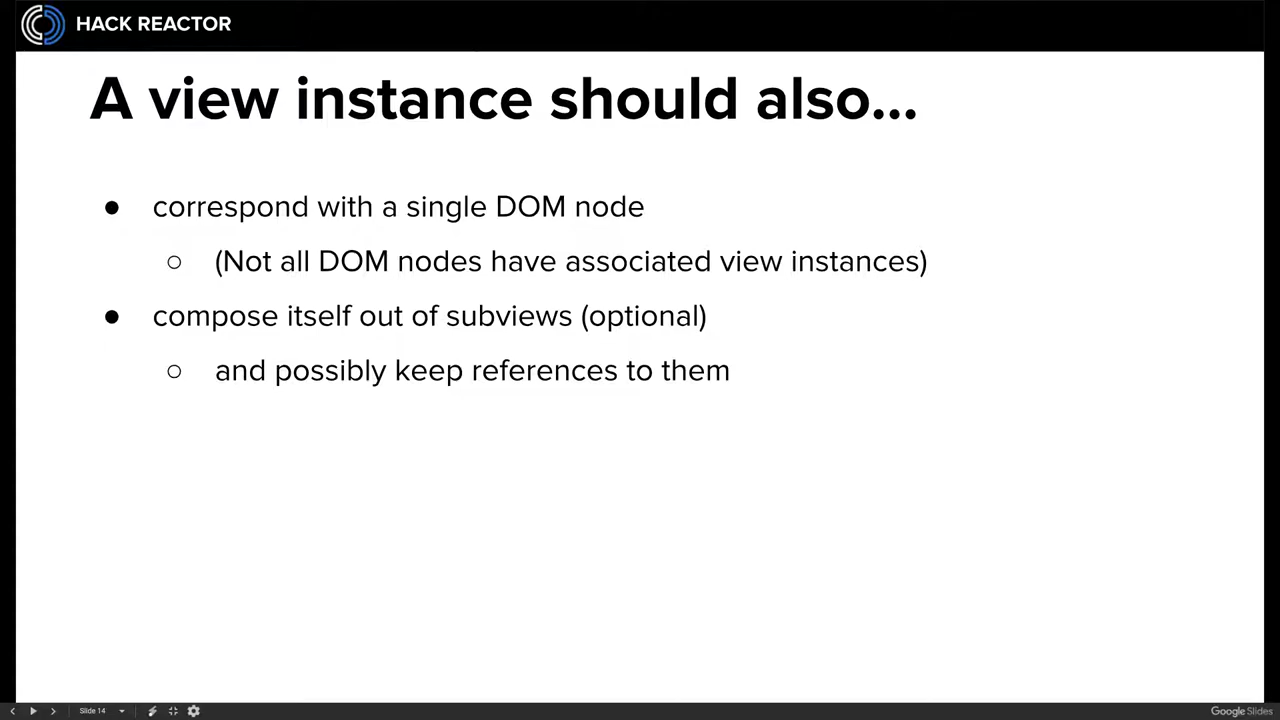 HACK REACTOR
A view instance should also...
● correspond with a single DOM node
○ (Not all DOM nodes have associated view instances)
● compose itself out of subviews (optional)
○ and possibly keep references to them
Slide 14
Google Slides